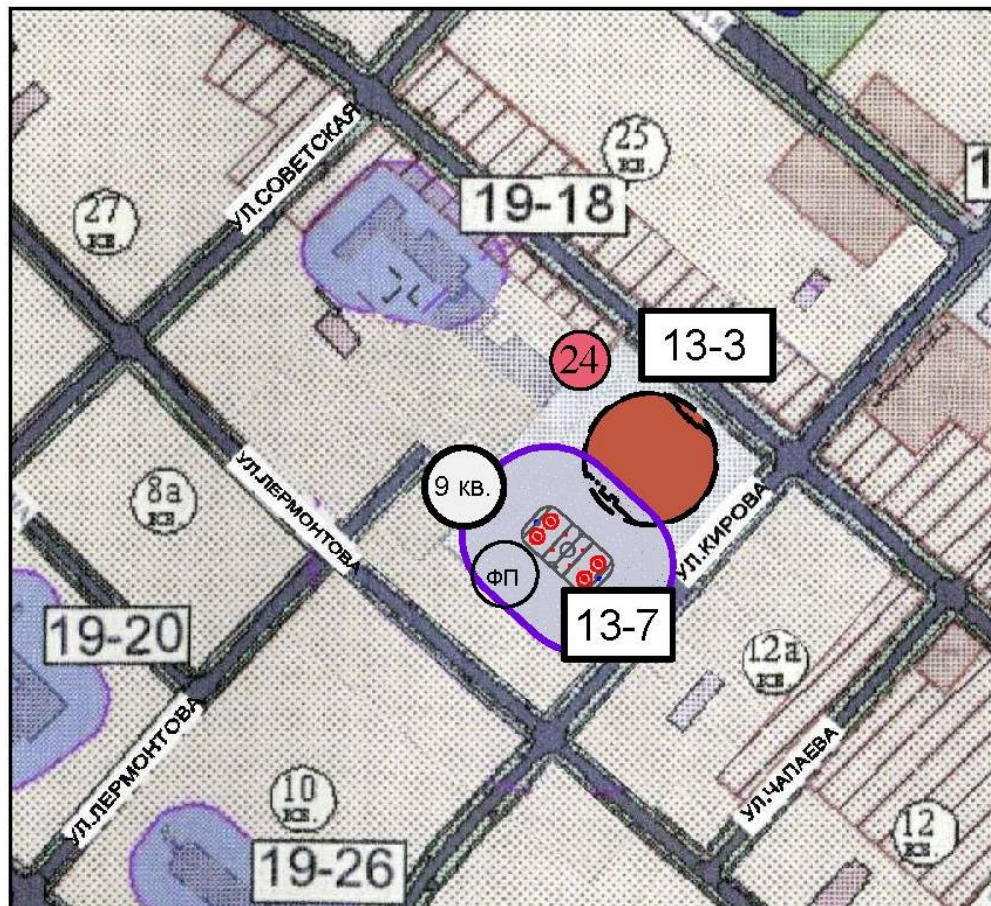 25
КВ.
27
КВ.
УЛ.СОВЕТСКАЯ
19-18
13-3
24
9 кв.
8а
КВ
УЛ.ЛЕРМОНТОВА
УЛ.КИРОВА
ФП
13-7
19-20
12а
КВ
УЛ.ЛЕРМОНТОВА
УЛ.ЧАПАЕВА
10
КВ.
12
КВ.
19-26